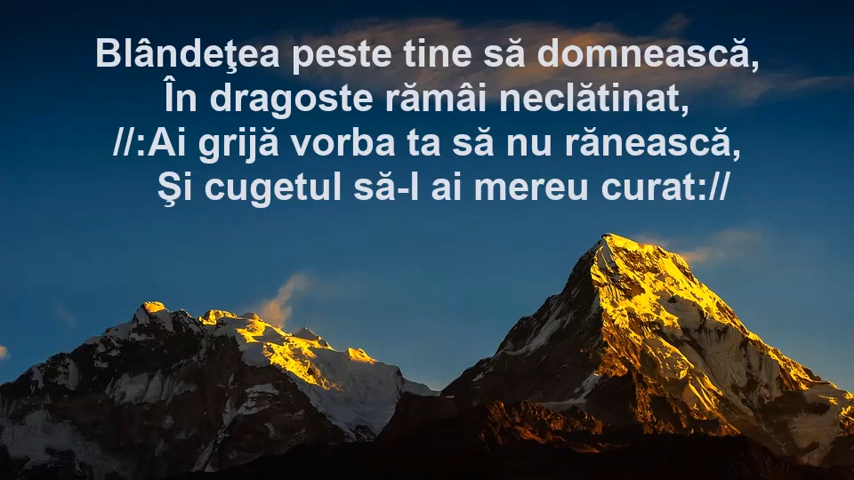 Blândeţea peste tine să domnească,
În dragoste rămâi neclătinat,
//:Ai grijă vorba ta să nu rănească,
Şi cugetul să-l ai mereu curat://